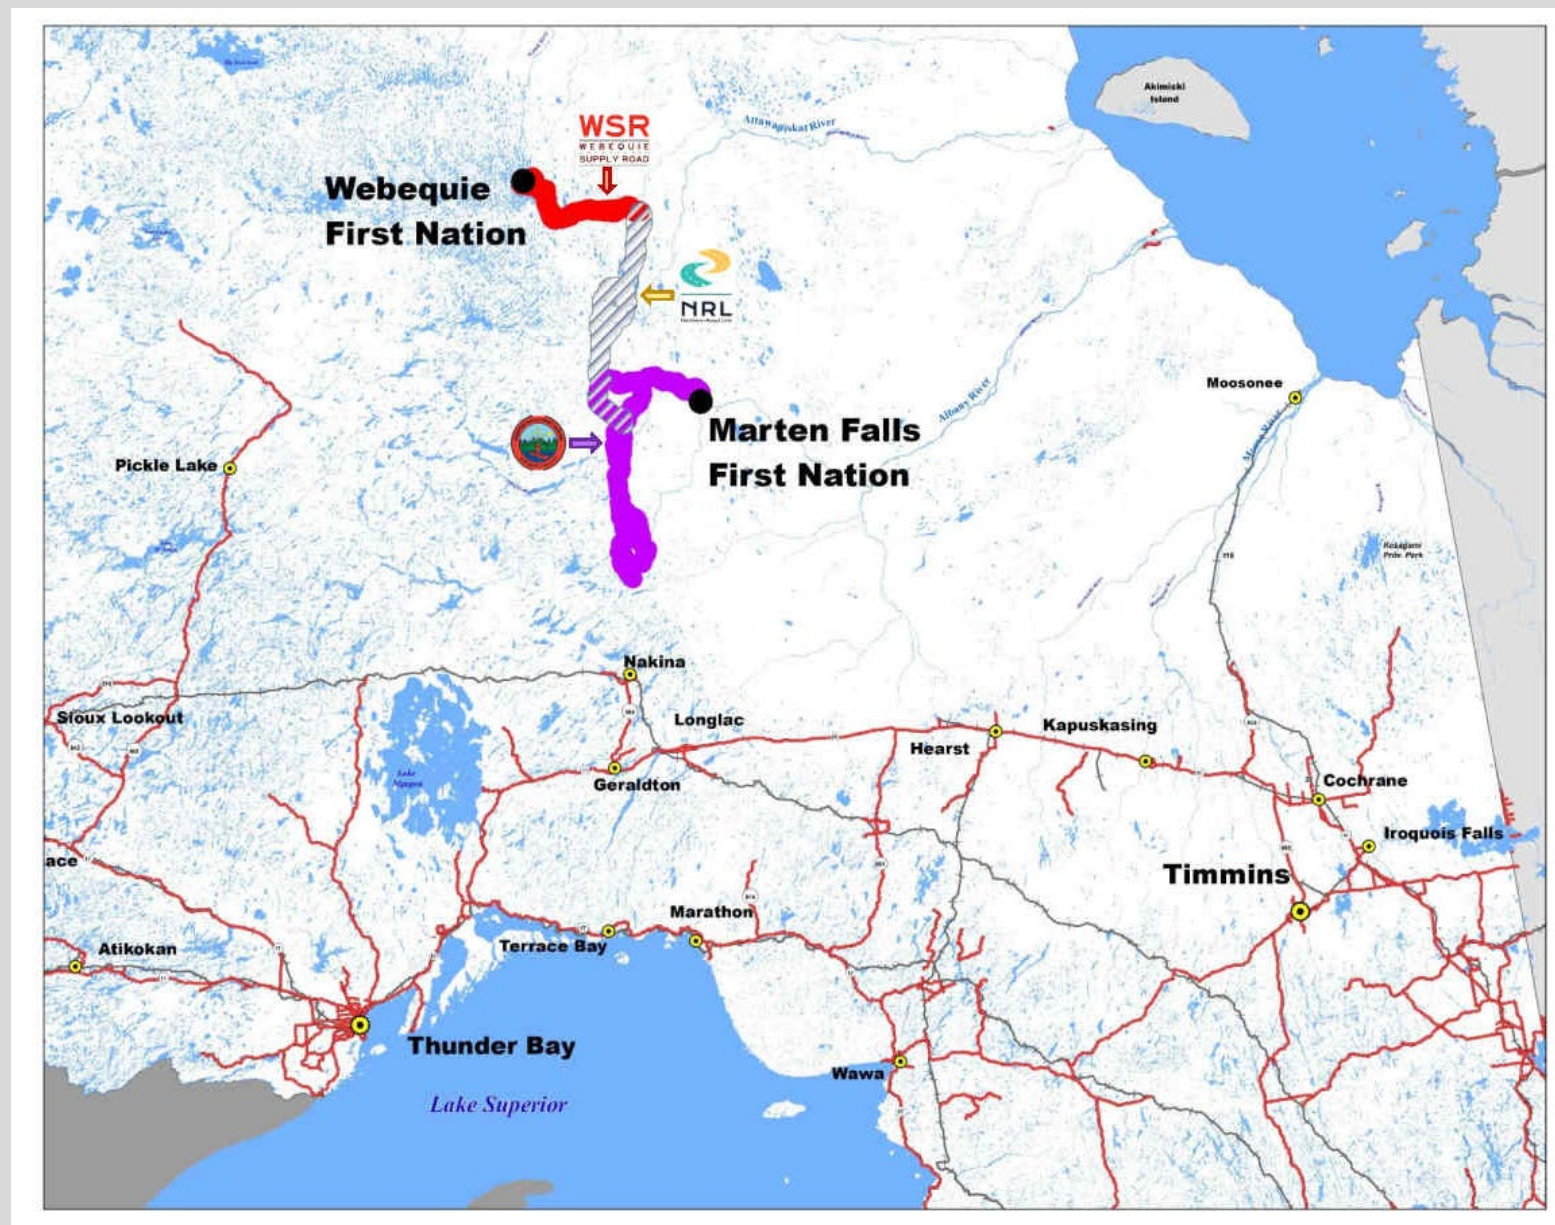 Akimiski
Island
WSR
WEBEQUIE
SUPPLY ROAD
Attawapiskat River
Webequie
First Nation
NRL
Moosonee
Albany River
Marten Falls
First Nation
Pickle Lake
Nakina
Sioux Lookout
Longlac
Kapuskasing
Hearst
Geraldton
Cochrane
Iroquois Falls
ace
Timmins
Marathon
Terrace Bay
Atikokan
Thunder Bay
Wawa
Lake Superior